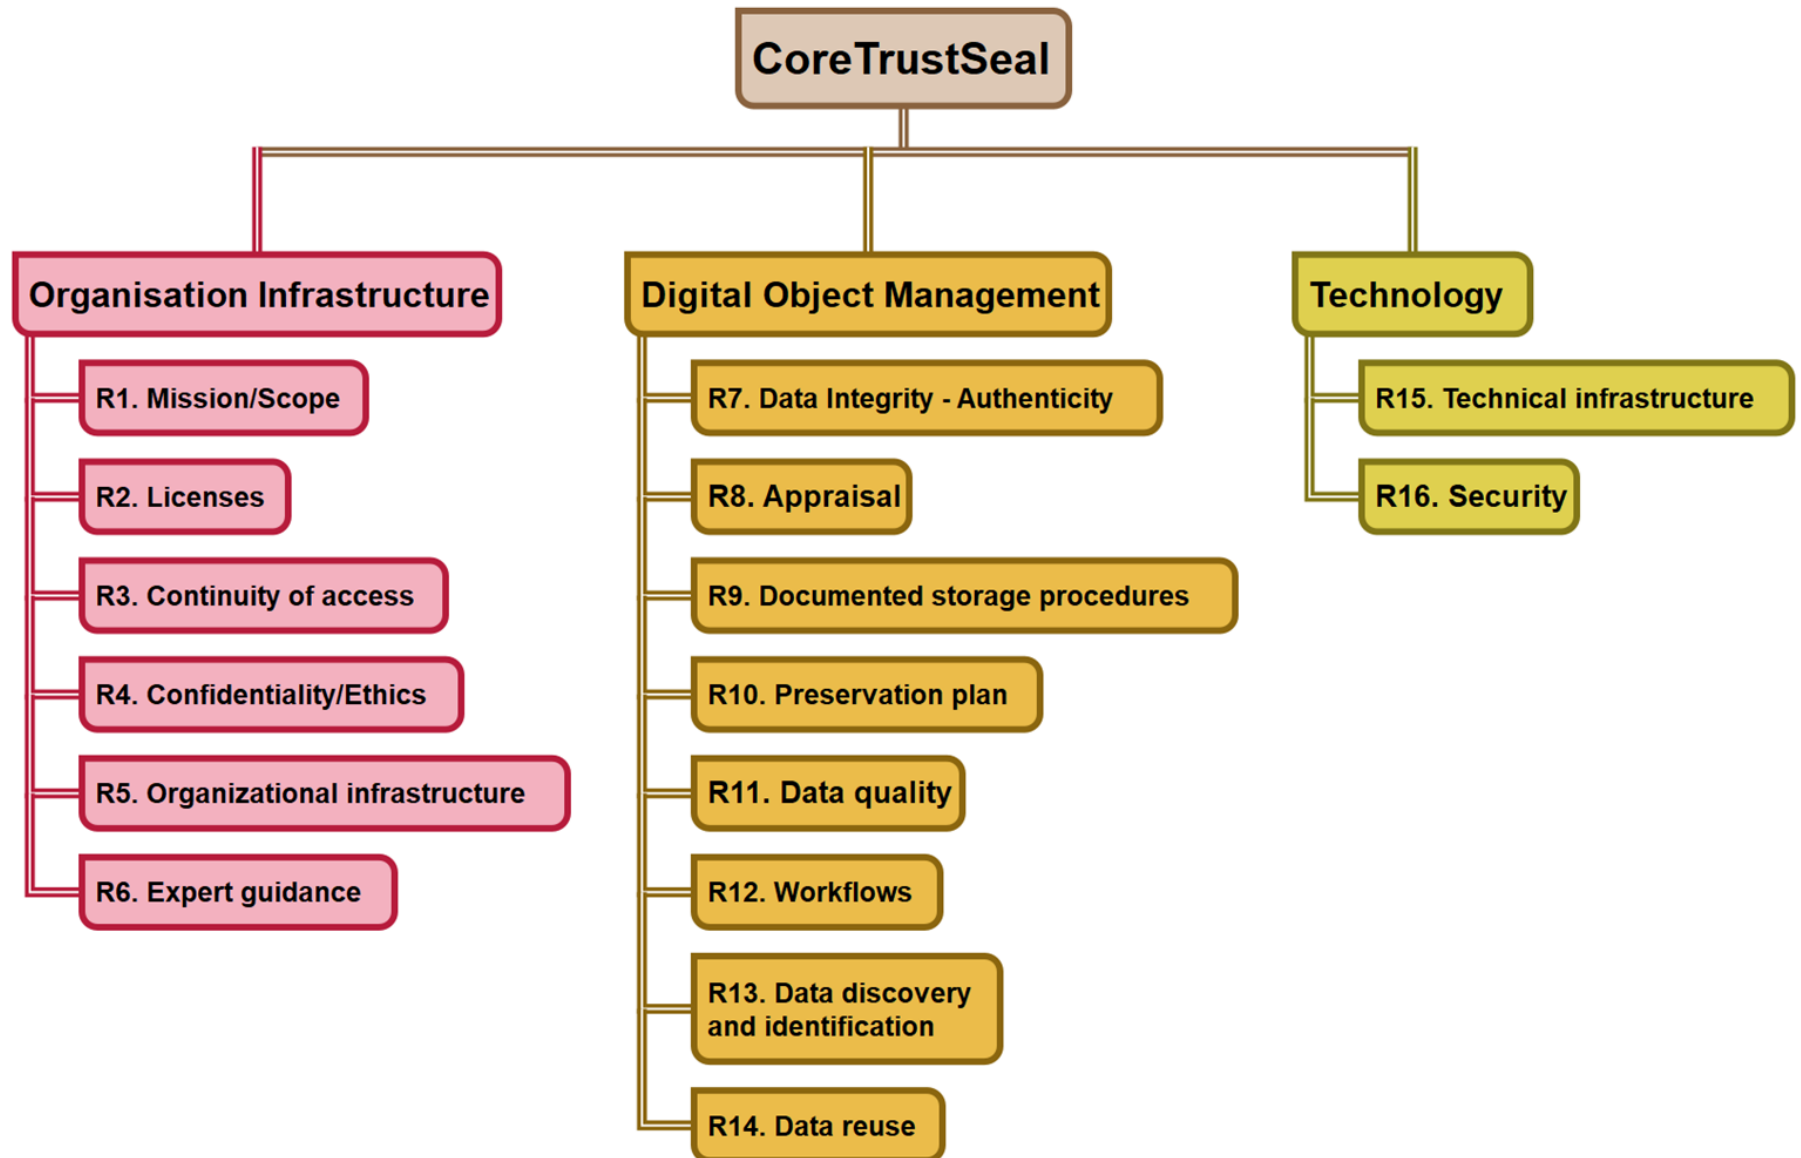 CoreTrustSeal
Organisation Infrastructure
R1. Mission/Scope
R2. Licenses
R3. Continuity of access
R4. Confidentiality/Ethics
R5. Organizational infrastructure
R6. Expert guidance
Digital Object Management
R7. Data Integrity - Authenticity
R8. Appraisal
R9. Documented storage procedures
R10. Preservation plan
R11. Data quality
R12. Workflows
R13. Data discovery
and identification
R14. Data reuse
Technology
R15. Technical infrastructure
R16. Security